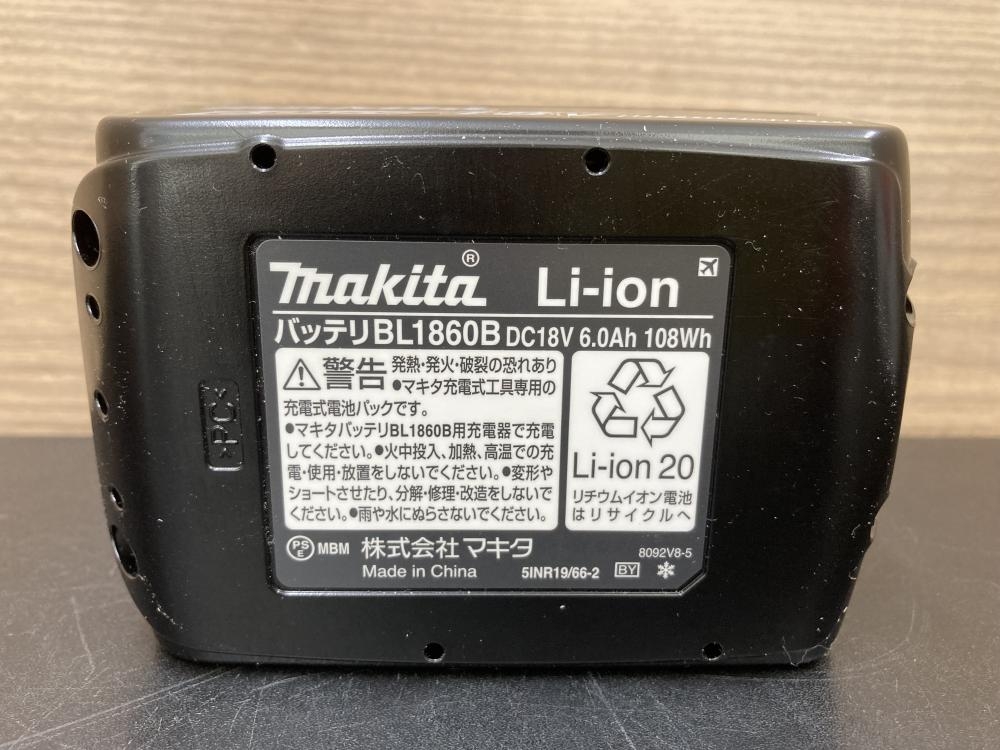 makita® Li-ion
バッテリBL1860B DC18V 6.0Ah 108Wh
警告 発熱・発火・破裂の恐れあり
●マキタ充電式工具専用の
充電式電池パックです。
●マキタバッテリBL1860B用充電器で充電
してください。●火中投入、加熱、高温での充
電・使用・放置をしないでください。●変形や
ショートさせたり、分解・修理・改造をしないで
ください。●雨や水にぬらさないでください。
Li-ion 20
リチウムイオン電池
はリサイクルへ
PSE MBM 株式会社マキタ
Made in China
8092V8-5
5INR19/66-2 BY
>PC<